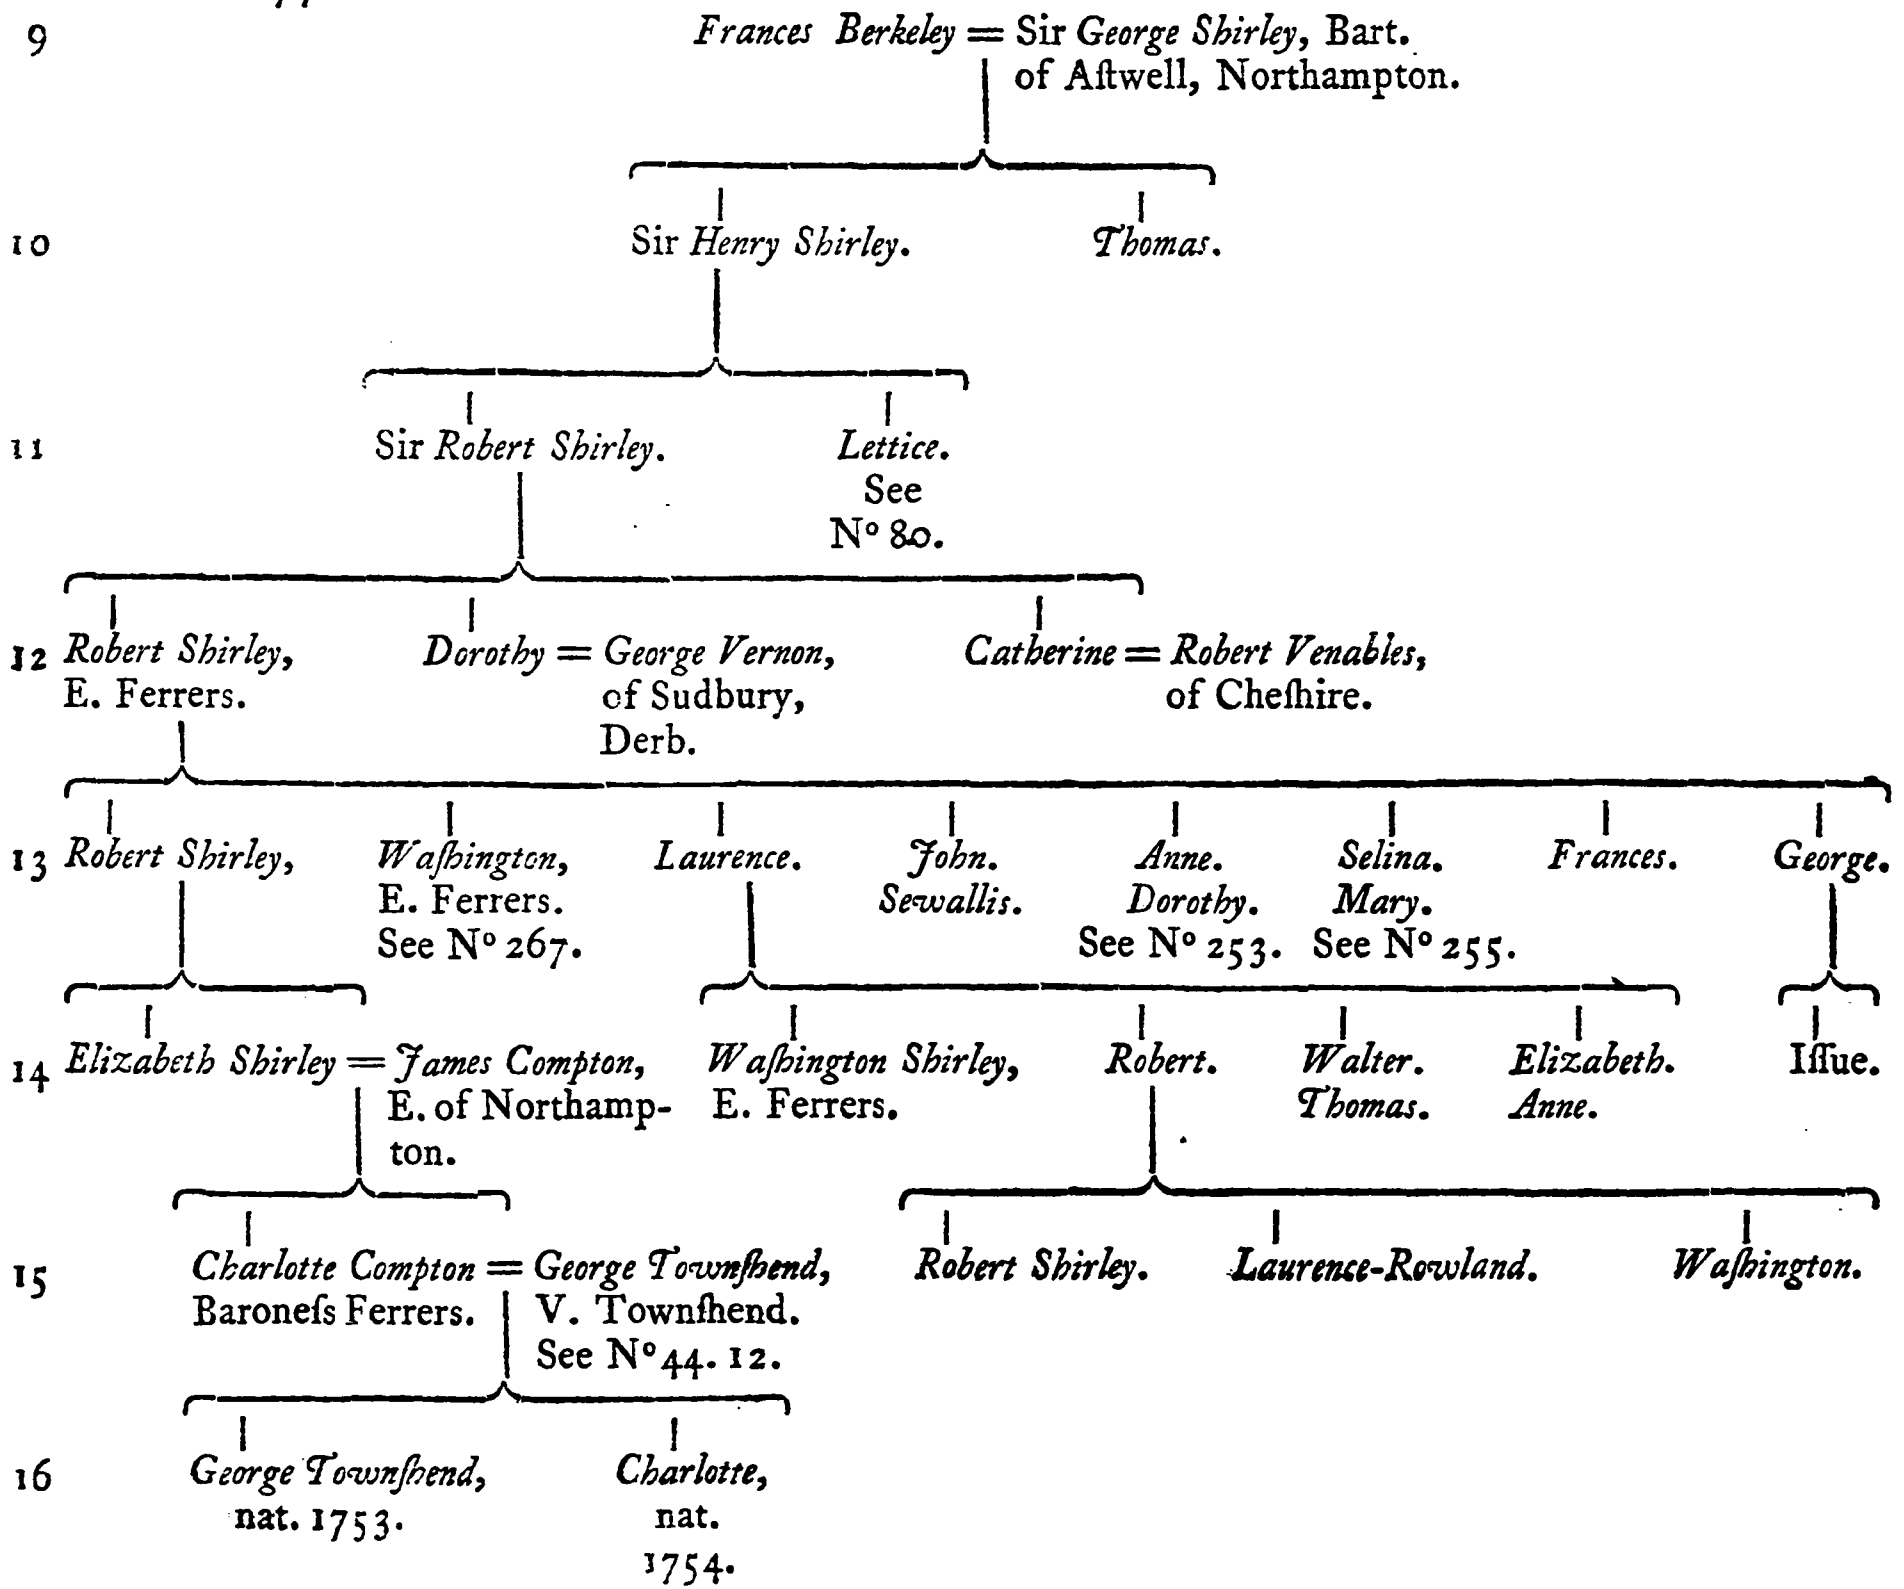 9 Frances Berkeley = Sir George Shirley, Bart.
of Aſtwell, Northampton.
10 Sir Henry Shirley. Thomas.
11 Sir Robert Shirley. Lettice.
See
Nº 80.
12 Robert Shirley, Dorothy = George Vernon, Catherine = Robert Venables,
E. Ferrers. of Sudbury, of Cheſhire.
Derb.
13 Robert Shirley, Waſhington, Laurence. John. Anne. Selina. Frances. George.
E. Ferrers. Sewallis. Dorothy. Mary.
See Nº 267. See Nº 253. See Nº 255.
14 Elizabeth Shirley = James Compton, Waſhington Shirley, Robert. Walter. Elizabeth. Iſſue.
E. of Northamp- E. Ferrers. Thomas. Anne.
ton.
15 Charlotte Compton = George Townſhend, Robert Shirley. Laurence-Rowland. Waſhington.
Baroneſs Ferrers. V. Townſhend.
See Nº 44. 12.
16 George Townſhend, Charlotte,
nat. 1753. nat.
1754.